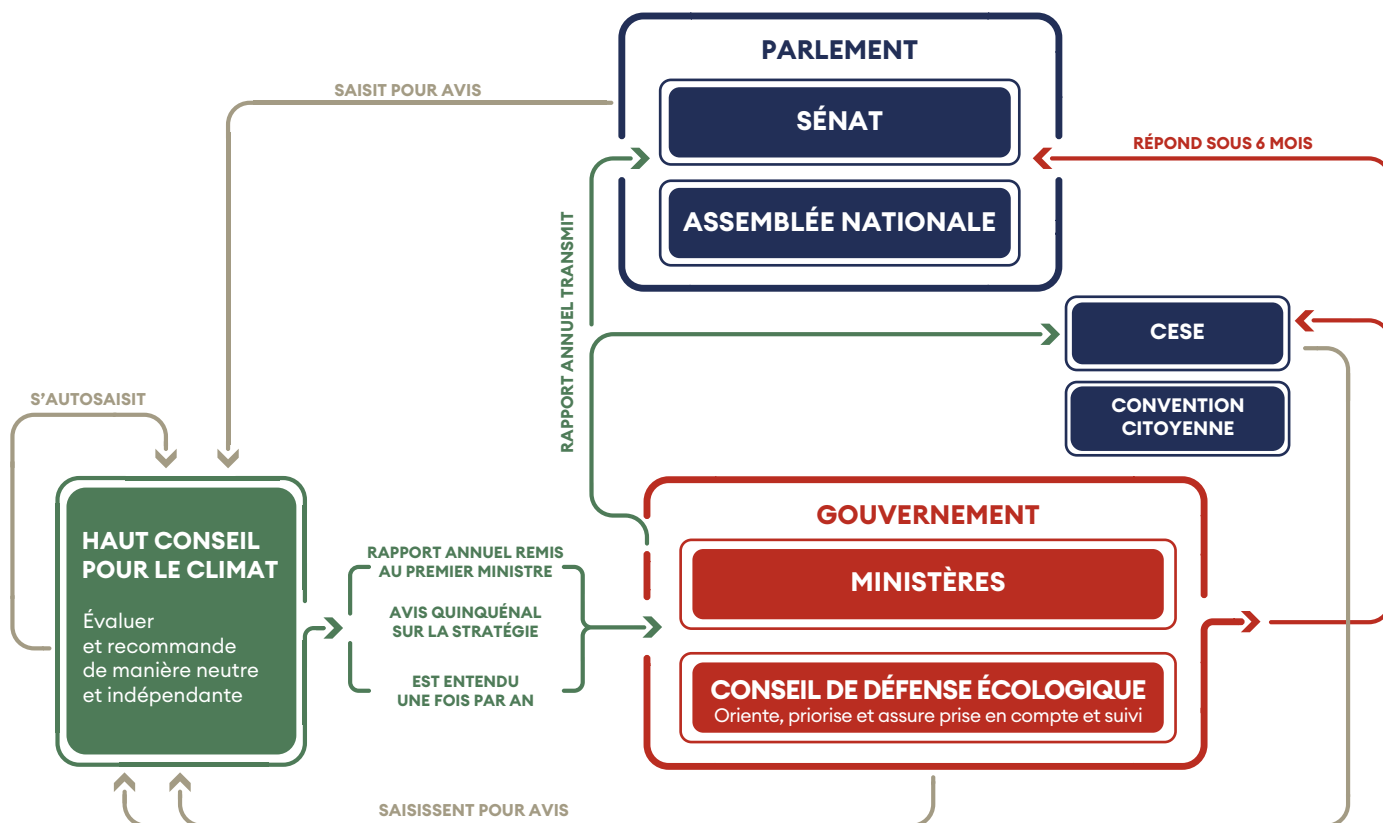 PARLEMENT
SAISIT POUR AVIS
SÉNAT
RÉPOND SOUS 6 MOIS
ASSEMBLÉE NATIONALE
RAPPORT ANNUEL TRANSMIT
CESE
S'AUTOSAISIT
CONVENTION
CITOYENNE
GOUVERNEMENT
HAUT CONSEIL
POUR LE CLIMAT
Évaluer
et recommande
de manière neutre
et indépendante
RAPPORT ANNUEL REMIS
AU PREMIER MINISTRE
AVIS QUINQUÉNAL
SUR LA STRATÉGIE
EST ENTENDU
UNE FOIS PAR AN
MINISTÈRES
CONSEIL DE DÉFENSE ÉCOLOGIQUE
Oriente, priorise et assure prise en compte et suivi
SAISISSENT POUR AVIS